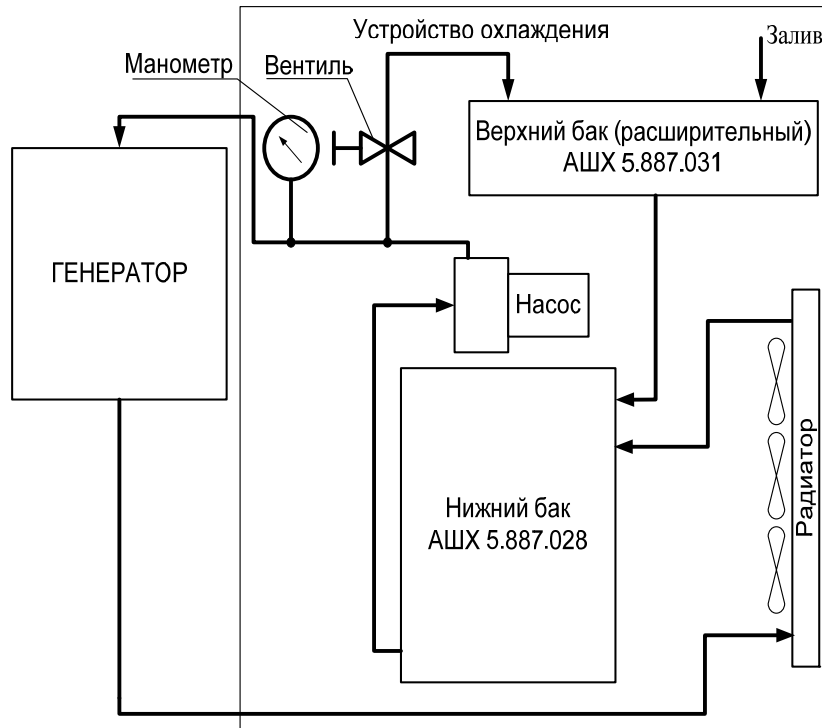 Устройство охлаждения
Залив
Манометр
Вентиль
Верхний бак (расширительный)
АШХ 5.887.031
ГЕНЕРАТОР
Насос
Радиатор
Нижний бак
АШХ 5.887.028